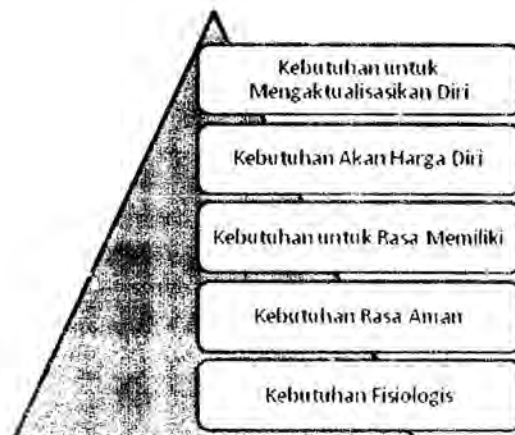 Kebutuhan untuk
Mengaktualisasikan Diri
Kebutuhan Akan Harga Diri
Kebutuhan untuk Rasa Memiliki
Kebutuhan Rasa Aman
Kebutuhan Fisiologis